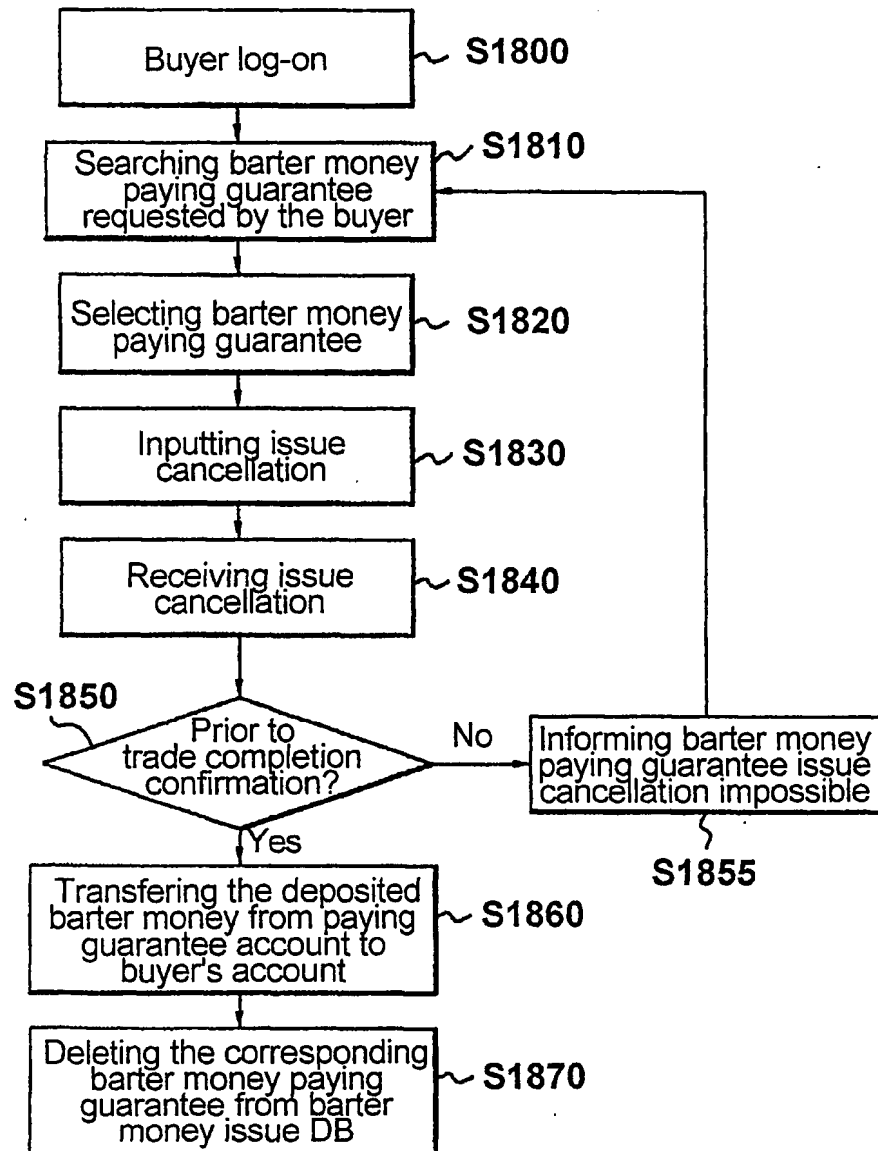 Buyer log-on
S1800
Searching barter money
paying guarantee
requested by the buyer
S1810
Selecting barter money
paying guarantee
S1820
Inputting issue
cancellation
S1830
Receiving issue
cancellation
S1840
S1850
Prior to
trade completion
confirmation?
No
Informing barter money
paying guarantee issue
cancellation impossible
S1855
Yes
Transfering the deposited
barter money from paying
guarantee account to
buyer's account
S1860
Deleting the corresponding
barter money paying
guarantee from barter
money issue DB
S1870